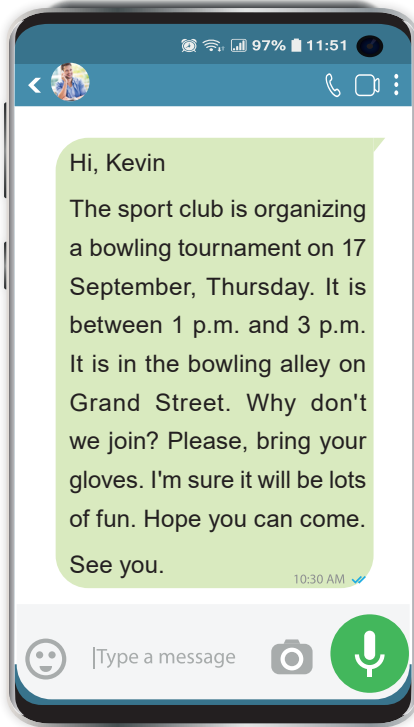 97% 11:51
Hi, Kevin
The sport club is organizing
a bowling tournament on 17
September, Thursday. It is
between 1 p.m. and 3 p.m.
It is in the bowling alley on
Grand Street. Why don't
we join? Please, bring your
gloves. I'm sure it will be lots
of fun. Hope you can come.
See you.
10:30 AM
Type a message